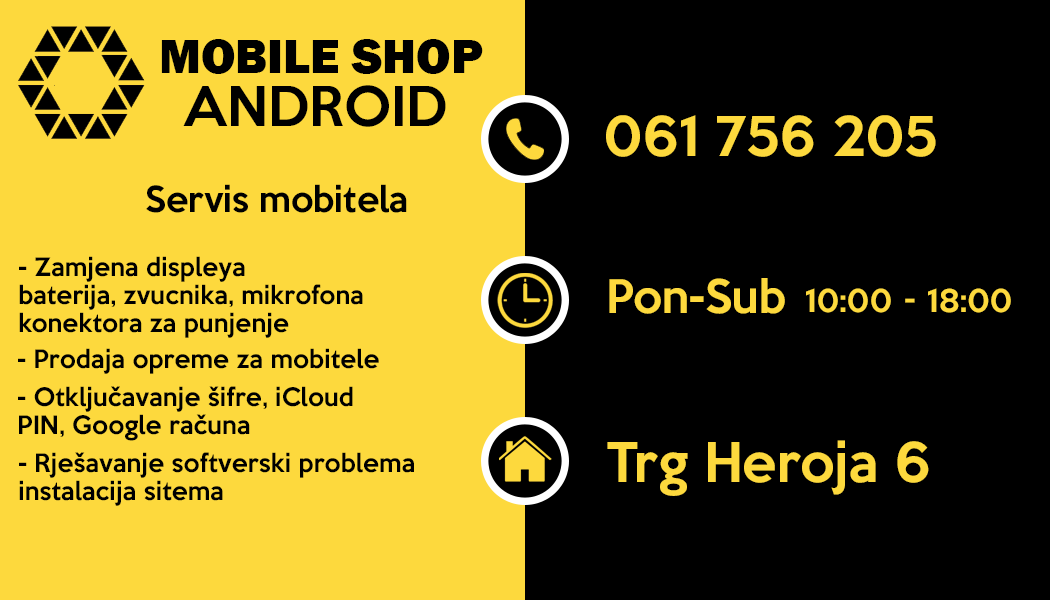 MOBILE SHOP
ANDROID
Servis mobitela
- Zamjena displeya
baterija, zvucnika, mikrofona
konektora za punjenje
- Prodaja opreme za mobitele
- Otključavanje šifre, iCloud
PIN, Google računa
- Rješavanje softverski problema
instalacija sitema
061 756 205
Pon-Sub 10:00 - 18:00
Trg Heroja 6